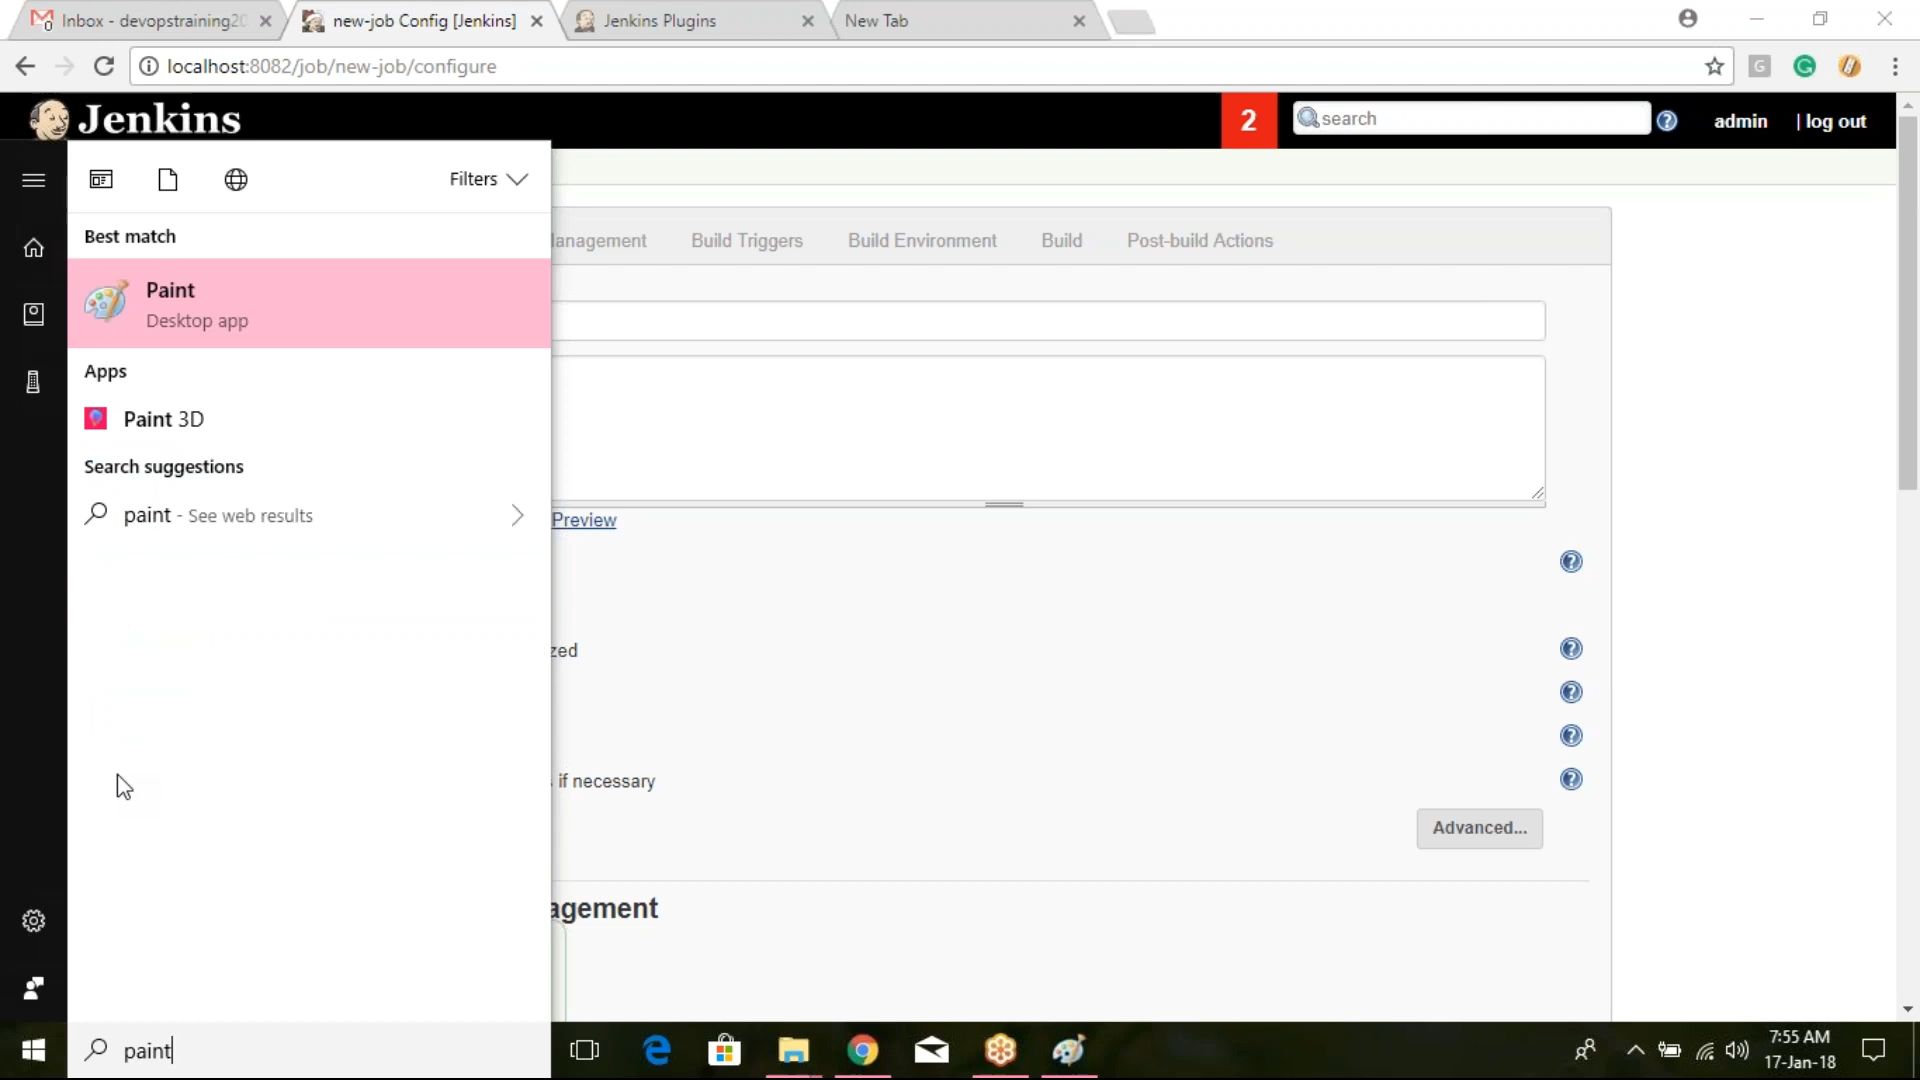 Inbox - devopstraining20
new-job Config [Jenkins]
Jenkins Plugins
New Tab
localhost:8082/job/new-job/configure
Jenkins
2
search
admin
| log out
Filters
Best match
Paint
Desktop app
Apps
Paint 3D
Search suggestions
paint - See web results
anagement
Build Triggers
Build Environment
Build
Post-build Actions
Preview
zed
if necessary
Advanced...
agement
paint
7:55 AM
17-Jan-18